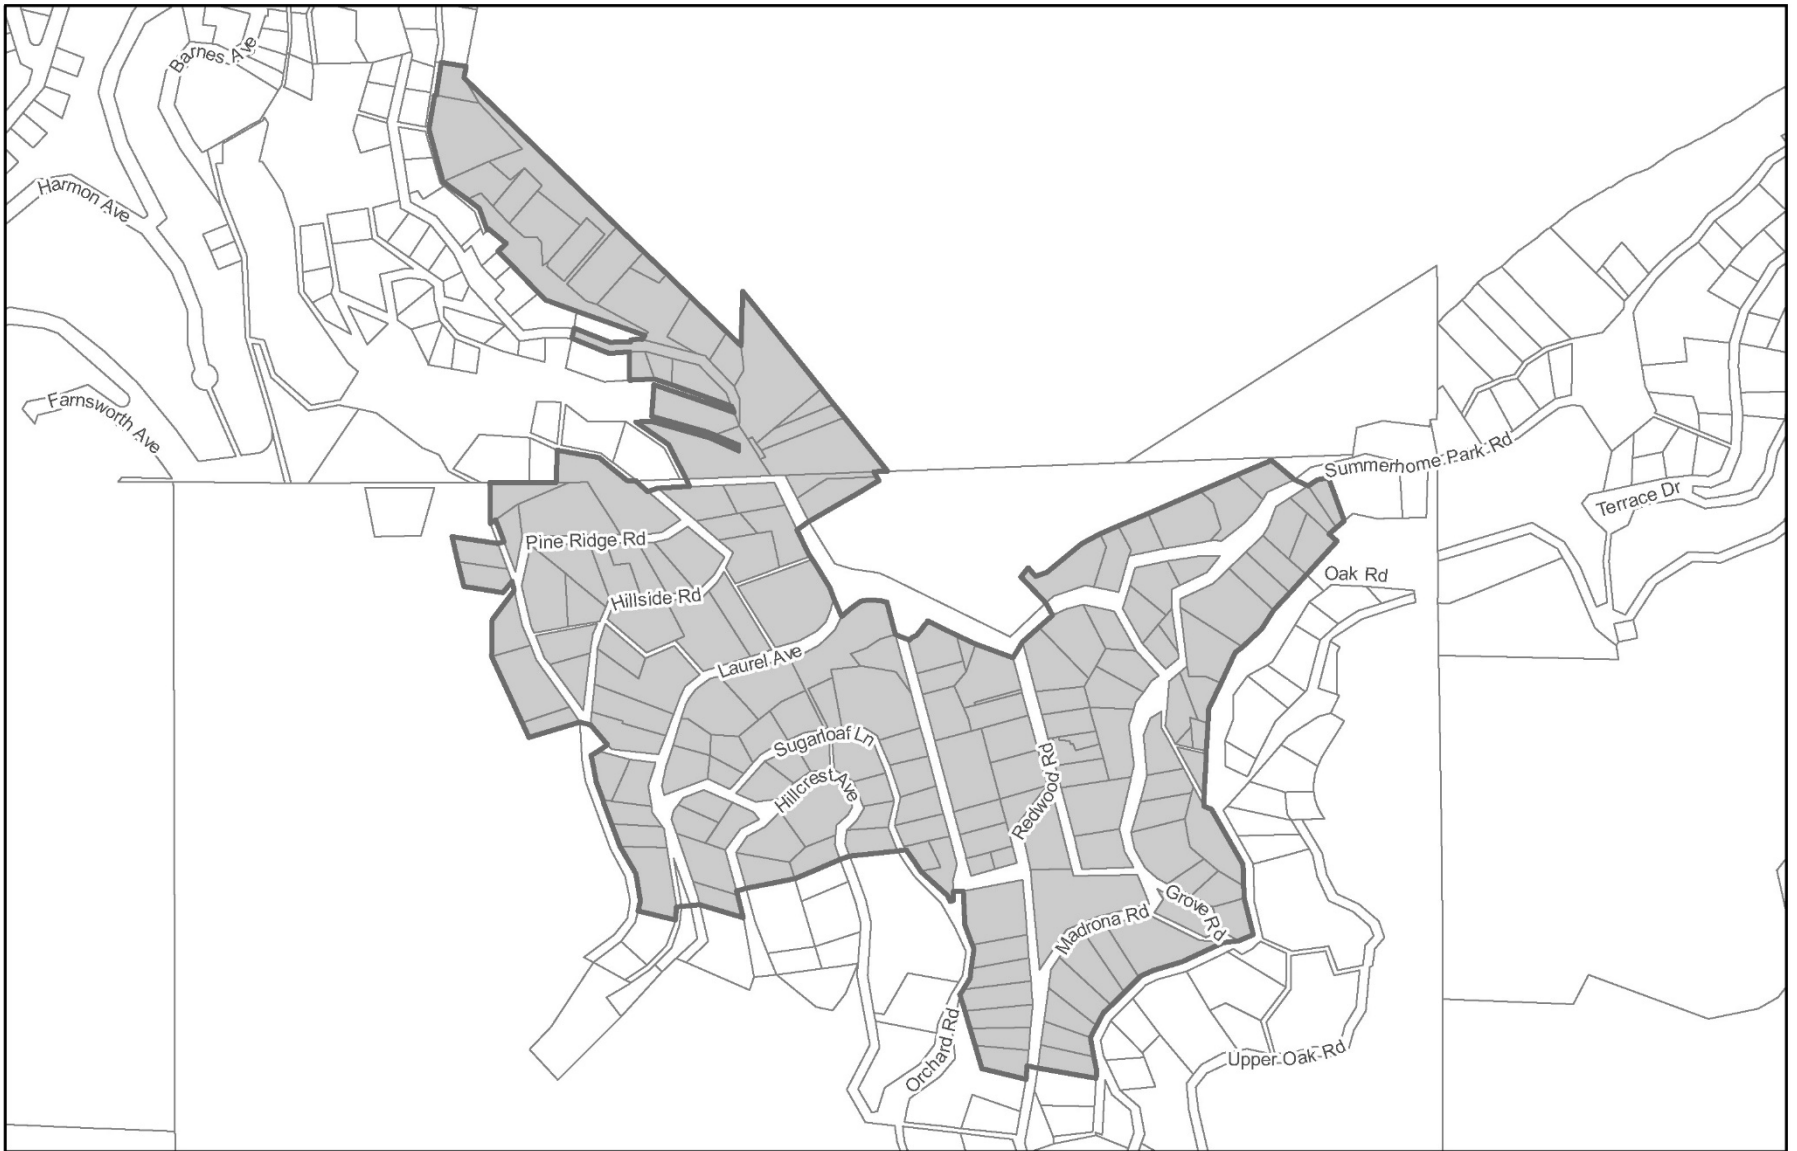 Barnes Ave
Harmon Ave
Farnsworth Ave
Summerhome Park Rd
Terrace Dr
Pine Ridge Rd
Oak Rd
Hillside Rd
Laurel Ave
Sugarloaf Ln
Hillcrest Ave
Redwood Rd
Grove Rd
Madrona Rd
Orchard Rd
Upper Oak Rd